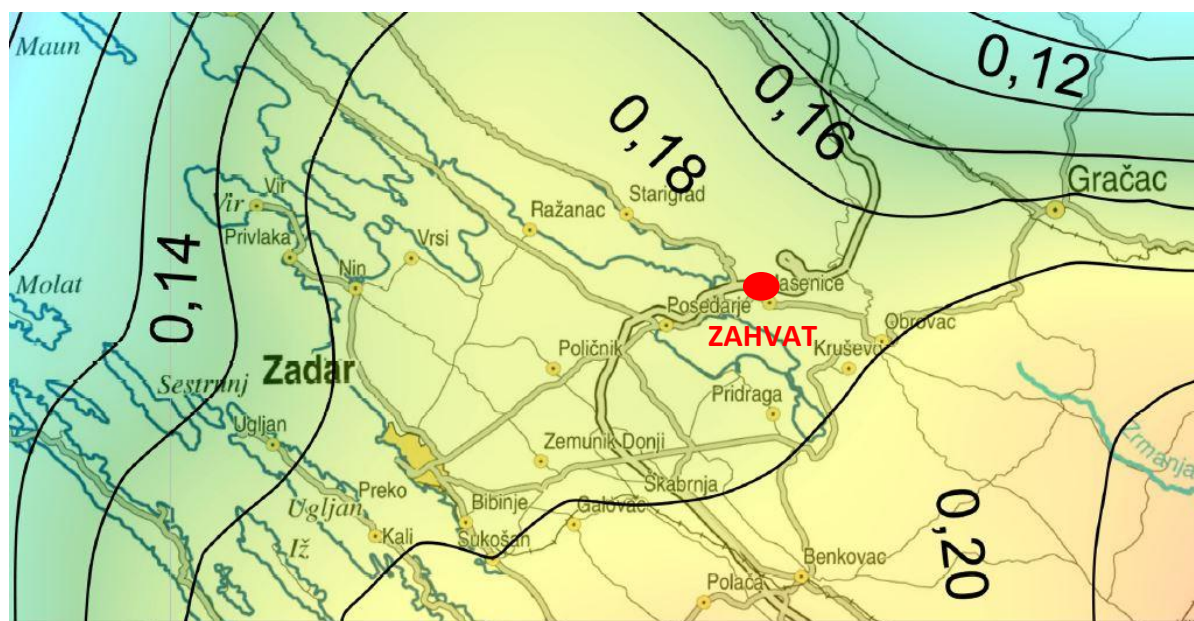 Maun
0,12
0,16
0,18
Gračac
Vir
Vir
Starigrad
Ražanac
Privlaka
Vrsi
Nin
0,14
Molat
Jasenice
Posedarje
ZAHVAT
Obrovac
Poličnik
Kruševo
Zadar
Sestrunj
Pridraga
Ugljan
Zemunik Donji
Zrmanja
Preko
Škabrnja
Ugljan
Bibinje
Galovac
0,20
Kali
Sukošan
Iž
Benkovac
Polača